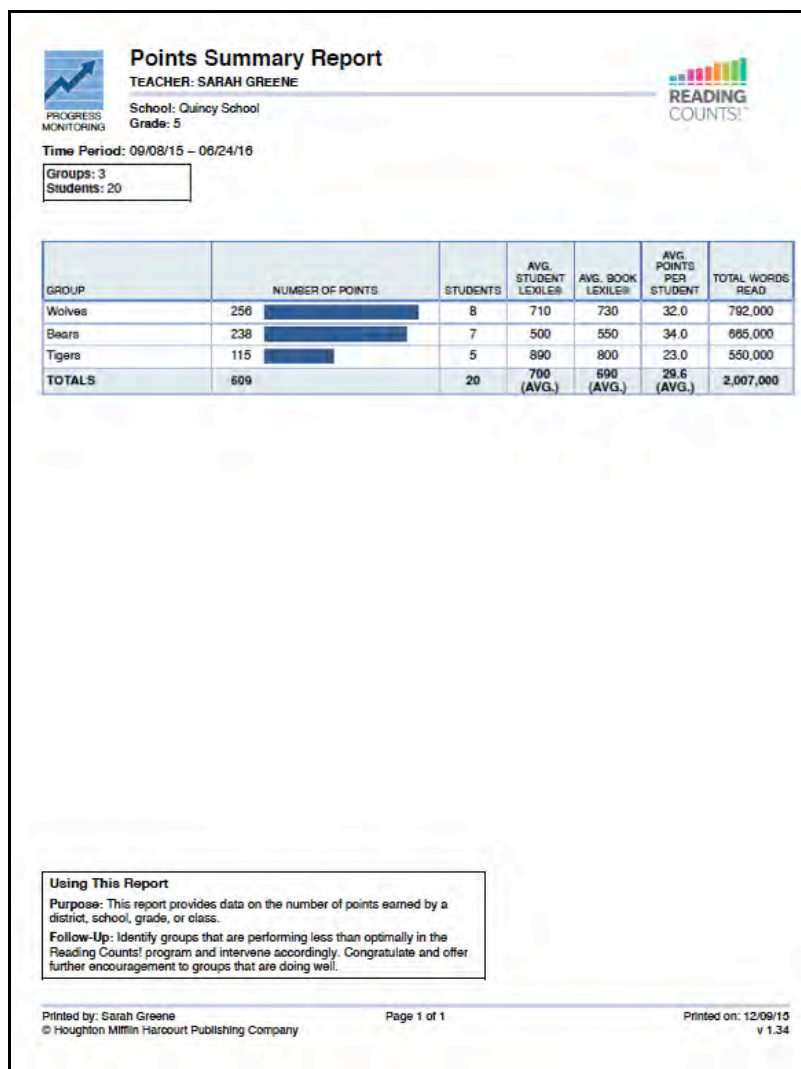 Points Summary Report
TEACHER: SARAH GREENE
PROGRESS
MONITORING
School: Quincy School
Grade: 5
READING
COUNTS!
Time Period: 09/08/15 – 06/24/16
Groups: 3
Students: 20
GROUP NUMBER OF POINTS STUDENTS AVG. STUDENT LEXILE® AVG. BOOK LEXILE® AVG. POINTS PER STUDENT TOTAL WORDS READ
Wolves 256 8 710 730 32.0 792,000
Bears 238 7 500 550 34.0 665,000
Tigers 115 5 890 800 23.0 550,000
TOTALS 609 20 700 (AVG.) 690 (AVG.) 29.6 (AVG.) 2,007,000
Using This Report
Purpose: This report provides data on the number of points earned by a
district, school, grade, or class.
Follow-Up: Identify groups that are performing less than optimally in the
Reading Counts! program and intervene accordingly. Congratulate and offer
further encouragement to groups that are doing well.
Printed by: Sarah Greene Page 1 of 1 Printed on: 12/09/15
© Houghton Mifflin Harcourt Publishing Company v 1.34